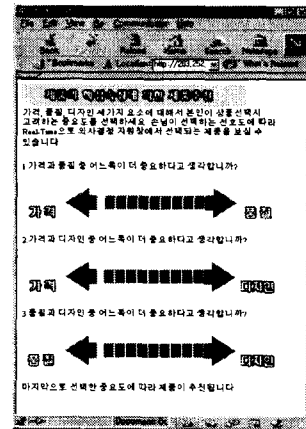 File Edit View Go Communicator Help
가격, 품질, 디자인 세가지 요소에 대해서 본인이 상품선택시
고려하는 중요도를 선택하세요 손님이 선택하는 선호도에 따라
Real-Time으로 의사결정 지원창에서 선택되는 제품을 보실 수
있습니다
1 가격과 품질 중 어느쪽이 더 중요하다고 생각합니까?
가격 품질
2 가격과 디자인 중 어느쪽이 더 중요하다고 생각합니까?
가격 디자인
3 품질과 디자인 중 어느쪽이 더 중요하다고 생각합니까?
품질 디자인
마지막으로 선택한 중요도에 따라 제품이 추천됩니다